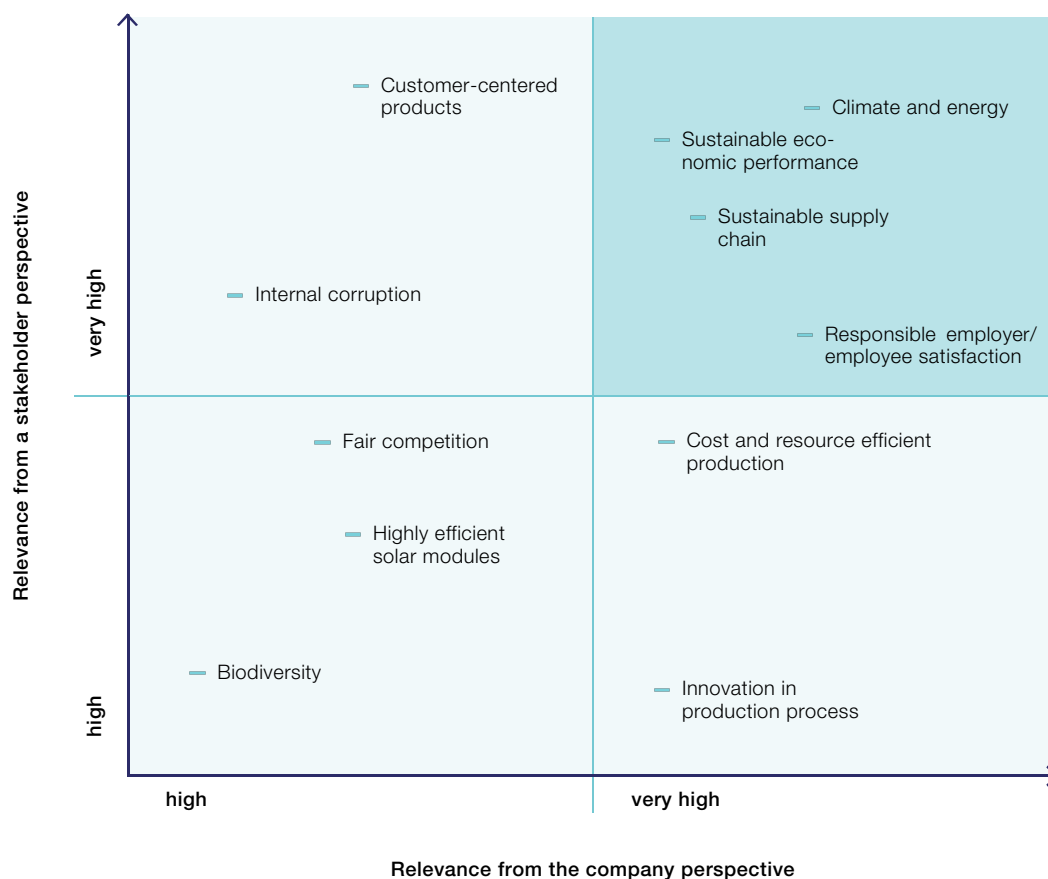 Customer-centered
products
Climate and energy
Sustainable eco-
nomic performance
Sustainable supply
chain
Internal corruption
Responsible employer/
employee satisfaction
Fair competition
Cost and resource efficient
production
Highly efficient
solar modules
Biodiversity
Innovation in
production process
Relevance from a stakeholder perspective
very high
high
high
very high
Relevance from the company perspective